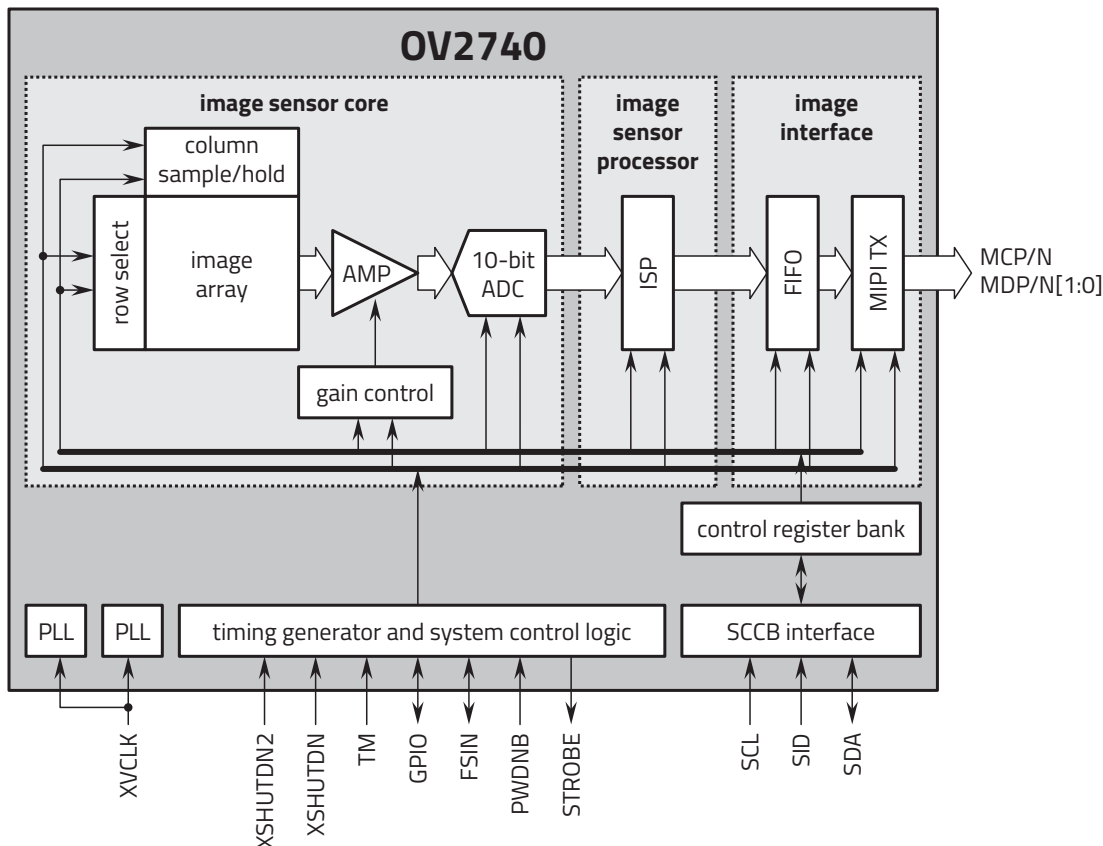 OV2740
image sensor core
image
sensor
processor
image
interface
column
sample/hold
row select
image
array
AMP
10-bit
ADC
ISP
FIFO
MIPI TX
MCP/N
MDP/N[1:0]
gain control
control register bank
PLL
PLL
timing generator and system control logic
SCCB interface
XVCLK
XSHUTDN2
XSHUTDN
TM
GPIO
FSIN
PWDNB
STROBE
SCL
SID
SDA